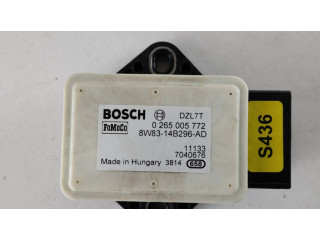 BOSCH DZL7T
FoMoCo 0 265 005 772
8W83-14B296-AD
11133
7040676
Made in Hungary 3814
S436